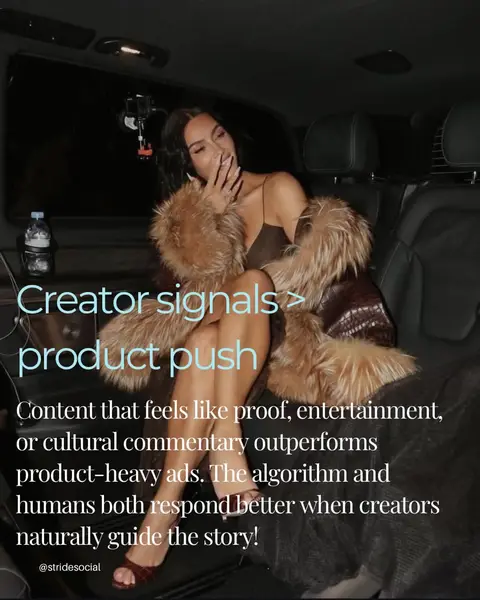 Creator signals >
product push
Content that feels like proof, entertainment,
or cultural commentary outperforms
product-heavy ads. The algorithm and
humans both respond better when creators
naturally guide the story!
@stridesocial